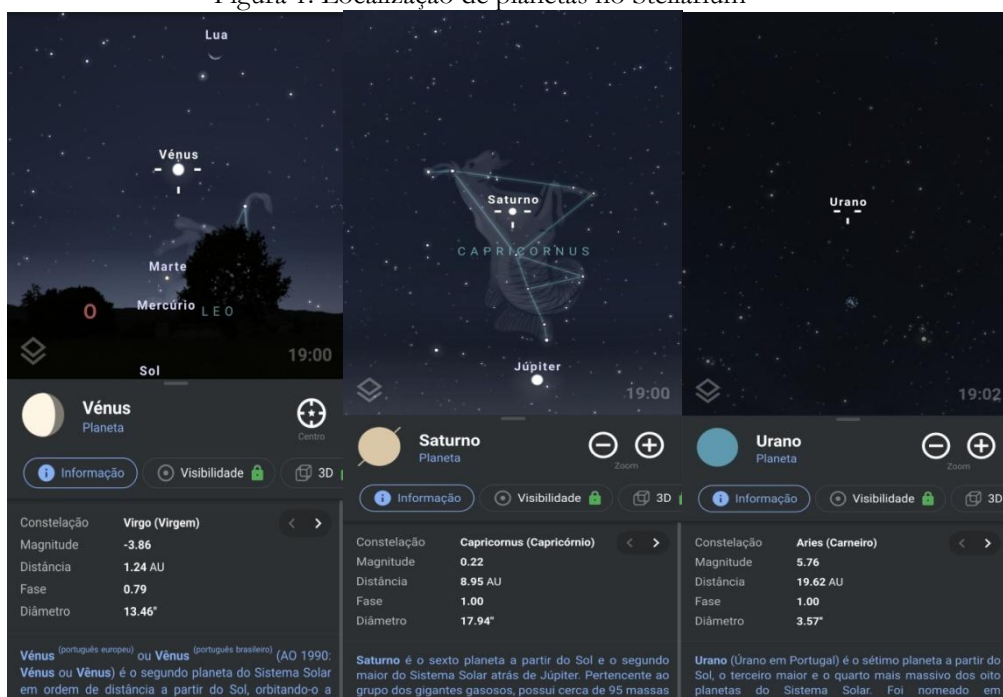 Figura 1: Localização de planetas no Stellarium
Lua
Vénus
Marte
Mercúrio
LEO
O
19:00
Sol
Vénus
Planeta
Centro
Informação
Visibilidade
3D
Constelação Virgo (Virgem)
Magnitude -3.86
Distância 1.24 AU
Fase 0.79
Diâmetro 13.46"
Vénus (português europeu) ou Vênus (português brasileiro) (AO 1990:
Vénus ou Vênus) é o segundo planeta do Sistema Solar
em ordem de distância a partir do Sol, orbitando-o a
Saturno
CAPRICORNUS
Júpiter
19:00
Saturno
Planeta
Zoom
Informação
Visibilidade
3D
Constelação Capricornus (Capricórnio)
Magnitude 0.22
Distância 8.95 AU
Fase 1.00
Diâmetro 17.94"
Saturno é o sexto planeta a partir do Sol e o segundo
maior do Sistema Solar atrás de Júpiter. Pertencente ao
grupo dos gigantes gasosos, possui cerca de 95 massas
Urano
19:02
Urano
Planeta
Zoom
Informação
Visibilidade
3D
Constelação Aries (Carneiro)
Magnitude 5.76
Distância 19.62 AU
Fase 1.00
Diâmetro 3.57"
Urano (Úrano em Portugal) é o sétimo planeta a partir do
Sol, o terceiro maior e o quarto mais massivo dos oito
planetas do Sistema Solar. Foi nomeado em